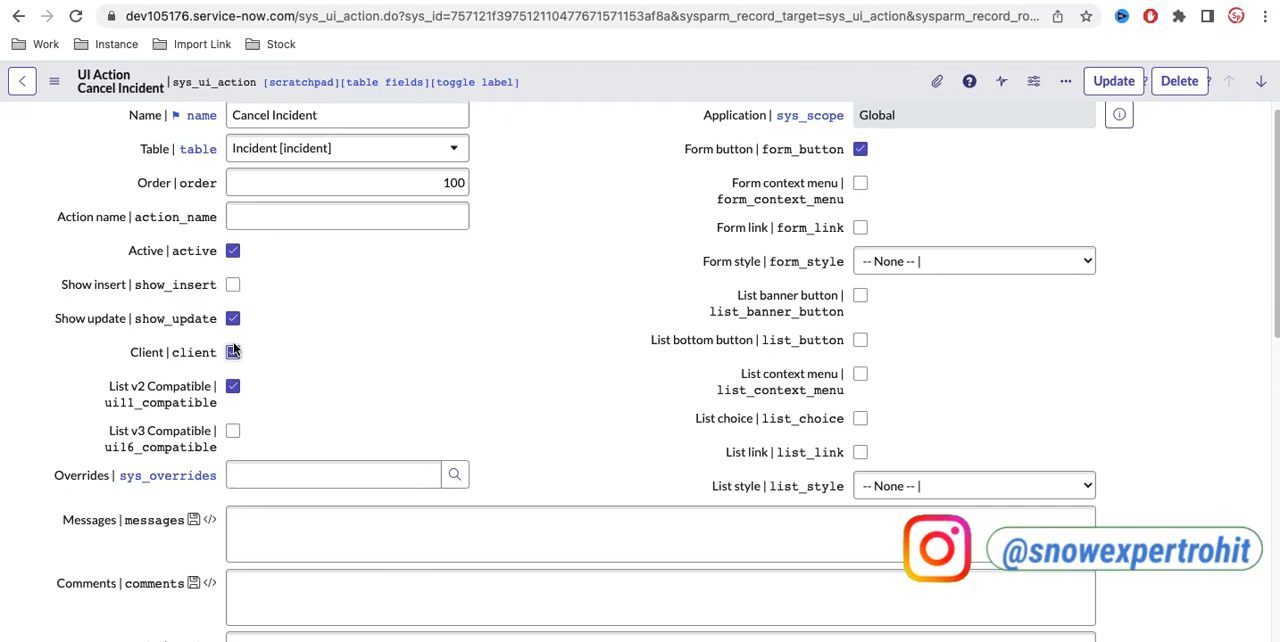 dev105176.service-now.com/sys_ui_action.do?sys_id=757121f397512110477671571153af8a&sysparm_record_target=sys_ui_action&sysparm_record_ro...
Sp
Work
Instance
Import Link
Stock
UI Action
Cancel Incident
| sys_ui_action [scratchpad][table fields][toggle label]
Update
Delete
Name | name
Cancel Incident
Application | sys_scope
Global
Table | table
Incident [incident]
Form button | form_button
Order | order
100
Form context menu |
form_context_menu
Action name | action_name
Form link | form_link
Active | active
Form style | form_style
-- None -- |
Show insert | show_insert
List banner button |
list_banner_button
Show update | show_update
List bottom button | list_button
Client | client
List context menu |
list_context_menu
List v2 Compatible |
ui11_compatible
List choice | list_choice
List v3 Compatible |
ui16_compatible
List link | list_link
Overrides | sys_overrides
List style | list_style
-- None -- |
Messages | messages
@snowexpertrohit
Comments | comments